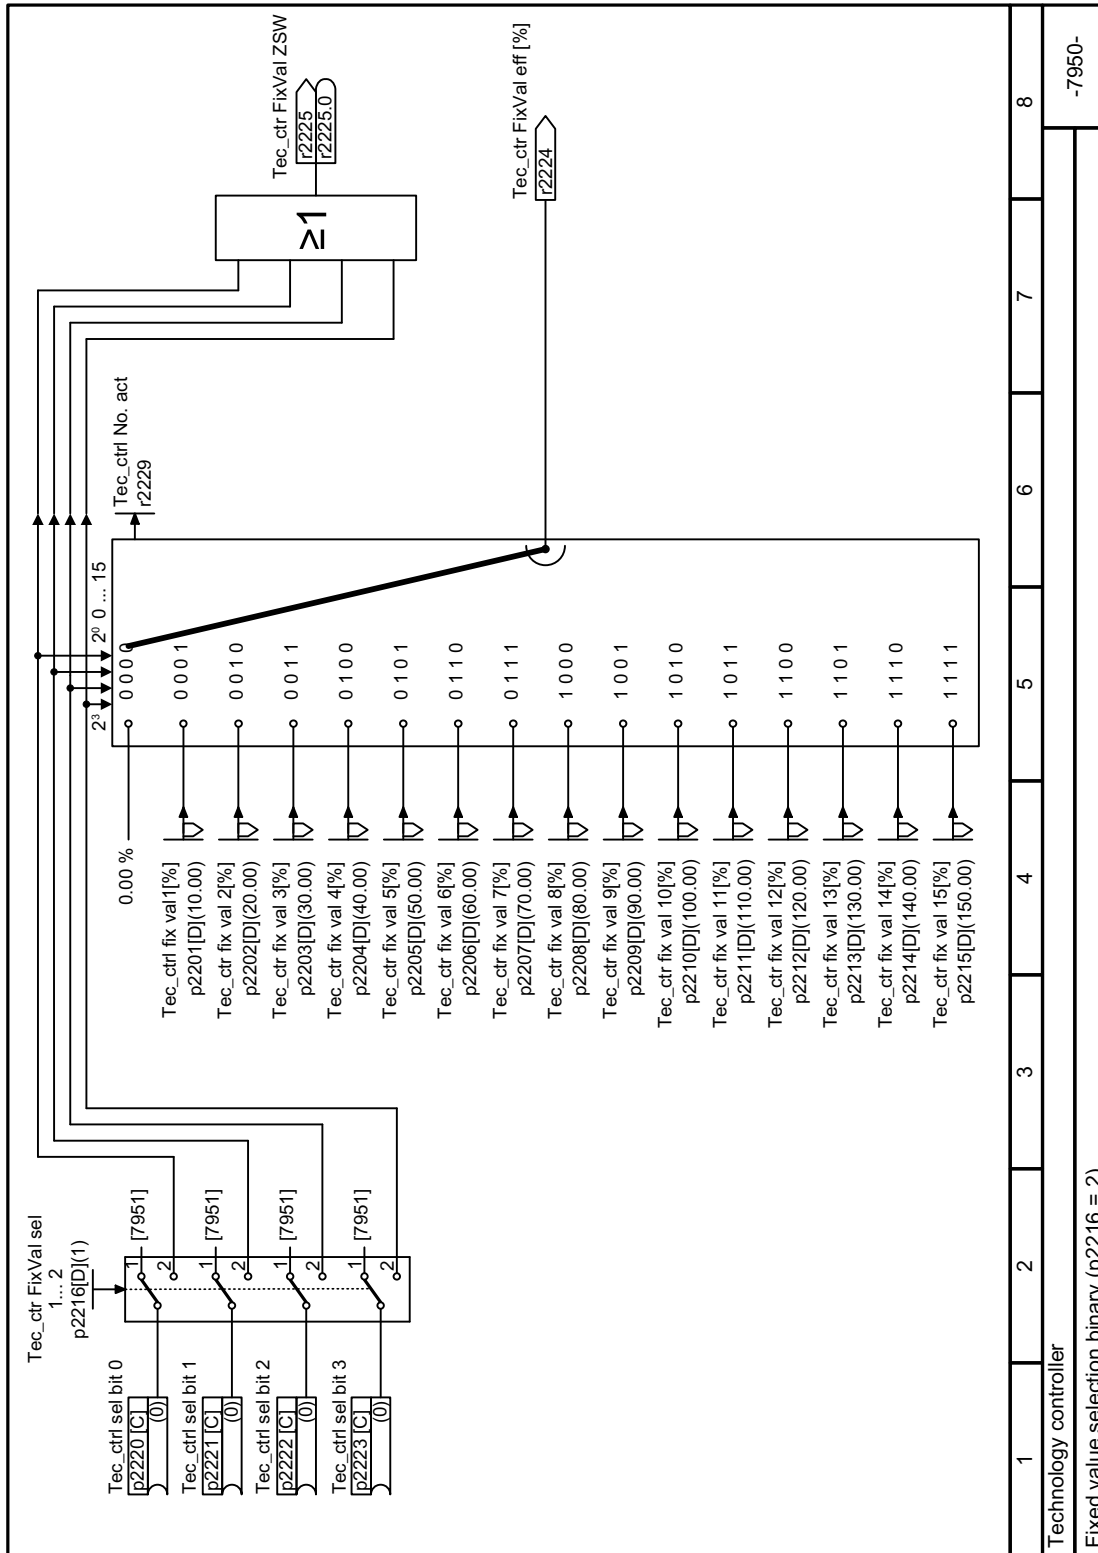 Tec_ctr FixVal sel
1... 2
p2216[D](1)
Tec_ctrl sel bit 0
p2220 [C]
(0)
1
[7951]
2
Tec_ctrl sel bit 1
p2221 [C]
(0)
1
[7951]
2
Tec_ctrl sel bit 2
p2222 [C]
(0)
1
[7951]
2
Tec_ctrl sel bit 3
p2223 [C]
(0)
1
[7951]
2
2³ 2⁰ 0 ... 15
Tec_ctrl No. act
r2229
0.00 %
0 0 0 0
Tec_ctrl fix val 1[%]
p2201[D](10.00)
0 0 0 1
Tec_ctr fix val 2[%]
p2202[D](20.00)
0 0 1 0
Tec_ctr fix val 3[%]
p2203[D](30.00)
0 0 1 1
Tec_ctr fix val 4[%]
p2204[D](40.00)
0 1 0 0
Tec_ctr fix val 5[%]
p2205[D](50.00)
0 1 0 1
Tec_ctr fix val 6[%]
p2206[D](60.00)
0 1 1 0
Tec_ctr fix val 7[%]
p2207[D](70.00)
0 1 1 1
Tec_ctr fix val 8[%]
p2208[D](80.00)
1 0 0 0
Tec_ctr fix val 9[%]
p2209[D](90.00)
1 0 0 1
Tec_ctr fix val 10[%]
p2210[D](100.00)
1 0 1 0
Tec_ctr fix val 11[%]
p2211[D](110.00)
1 0 1 1
Tec_ctr fix val 12[%]
p2212[D](120.00)
1 1 0 0
Tec_ctr fix val 13[%]
p2213[D](130.00)
1 1 0 1
Tec_ctr fix val 14[%]
p2214[D](140.00)
1 1 1 0
Tec_ctr fix val 15[%]
p2215[D](150.00)
1 1 1 1
≥1
Tec_ctr FixVal ZSW
r2225
r2225.0
Tec_ctr FixVal eff [%]
r2224
1 2 3 4 5 6 7 8
Technology controller
-7950-
Fixed value selection binary (p2216 = 2)